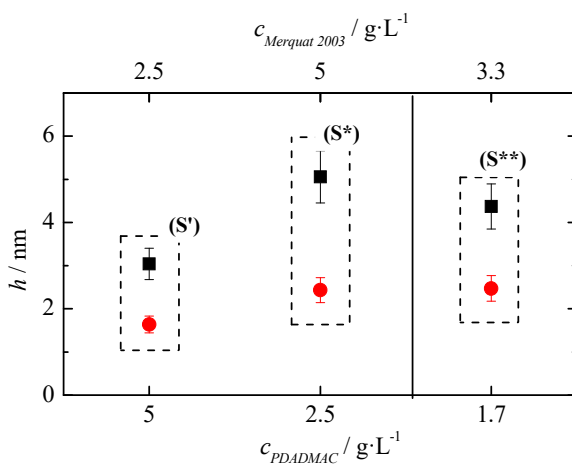 c_Merquat 2003 / g·L⁻¹
2.5 5 3.3
6
4
2
0
h / nm
(S')
(S*)
(S**)
5 2.5 1.7
c_PDADMAC / g·L⁻¹